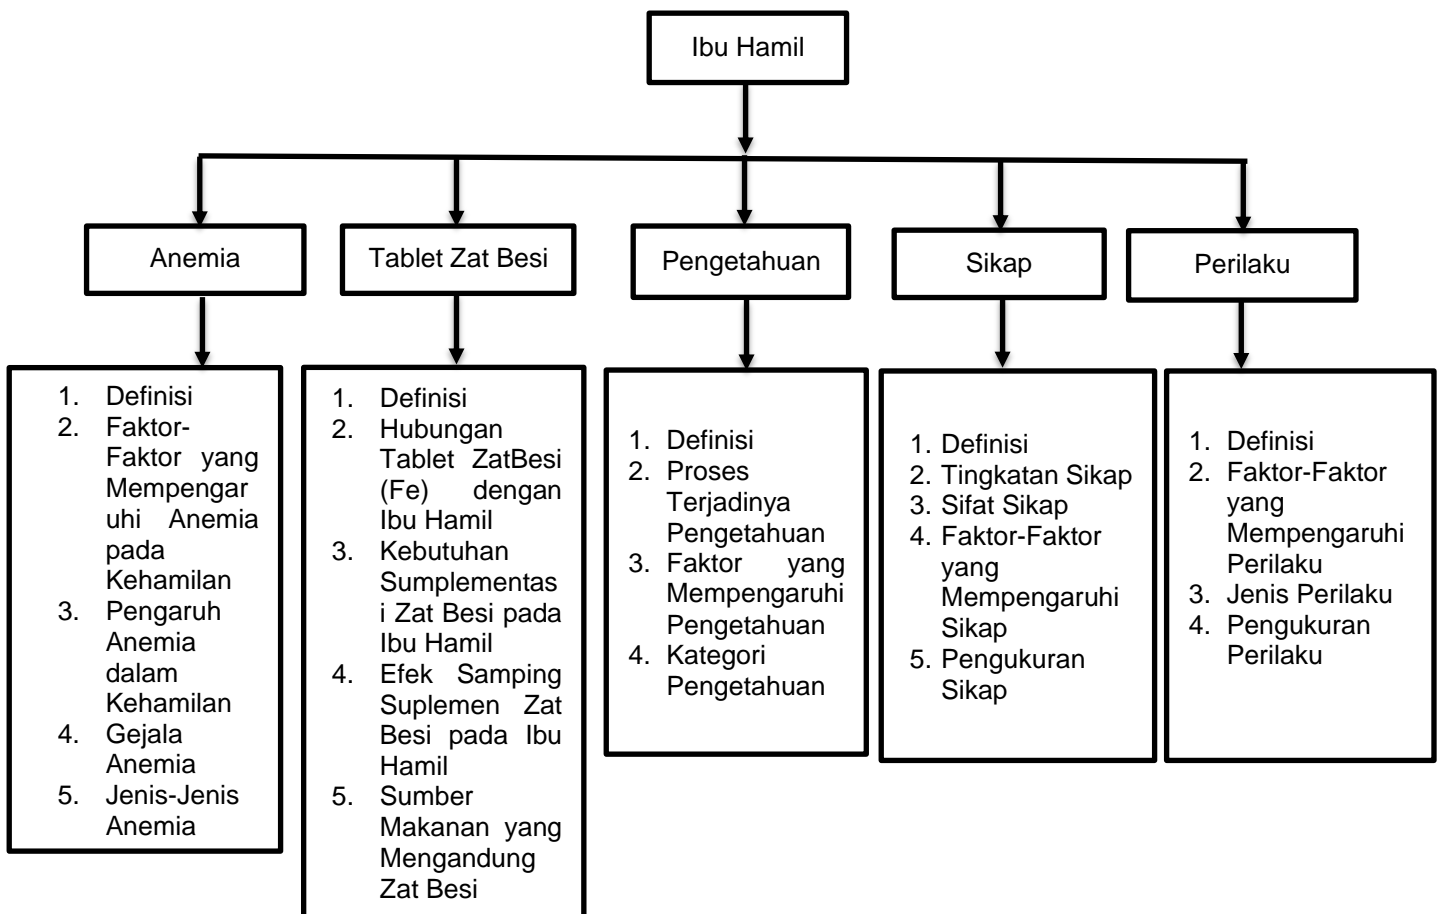 Ibu Hamil
Anemia
Tablet Zat Besi
Pengetahuan
Sikap
Perilaku
1. Definisi
2. Faktor-
Faktor yang
Mempengar
uhi Anemia
pada
Kehamilan
3. Pengaruh
Anemia
dalam
Kehamilan
4. Gejala
Anemia
5. Jenis-Jenis
Anemia
1. Definisi
2. Hubungan
Tablet ZatBesi
(Fe) dengan
Ibu Hamil
3. Kebutuhan
Sumplementas
i Zat Besi pada
Ibu Hamil
4. Efek Samping
Suplemen Zat
Besi pada Ibu
Hamil
5. Sumber
Makanan yang
Mengandung
Zat Besi
1. Definisi
2. Proses
Terjadinya
Pengetahuan
3. Faktor yang
Mempengaruhi
Pengetahuan
4. Kategori
Pengetahuan
1. Definisi
2. Tingkatan Sikap
3. Sifat Sikap
4. Faktor-Faktor
yang
Mempengaruhi
Sikap
5. Pengukuran
Sikap
1. Definisi
2. Faktor-Faktor
yang
Mempengaruhi
Perilaku
3. Jenis Perilaku
4. Pengukuran
Perilaku